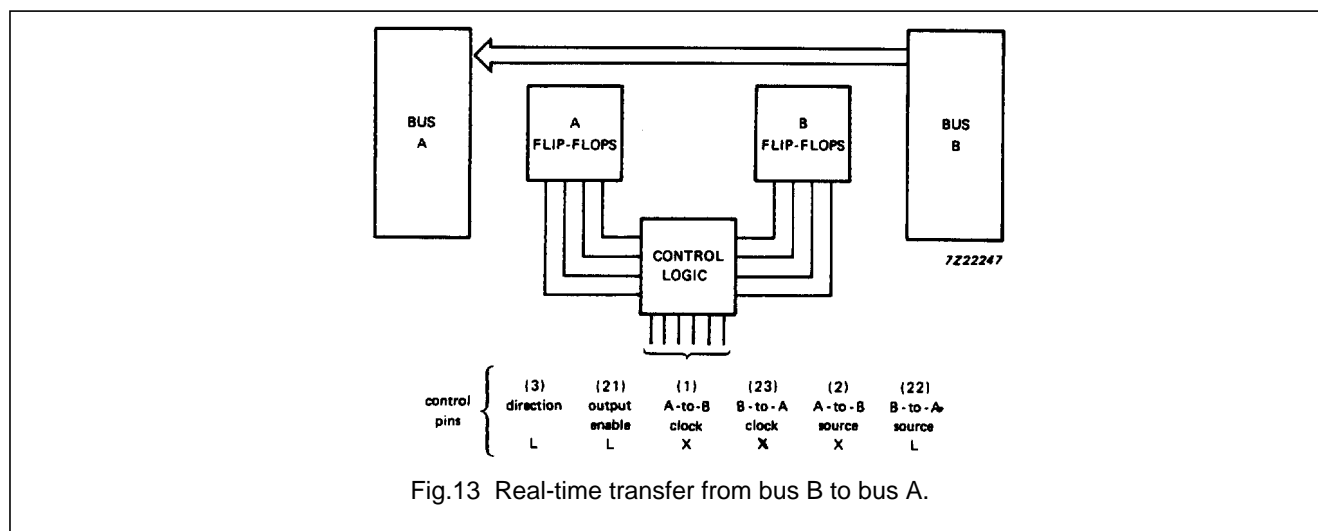 BUS
A
A
FLIP-FLOPS
B
FLIP-FLOPS
BUS
B
CONTROL
LOGIC
7Z22247
control
pins
(3) (21) (1) (23) (2) (22)
direction output A-to-B B-to-A A-to-B B-to-A
enable clock clock source source
L L X X X L
Fig.13 Real-time transfer from bus B to bus A.